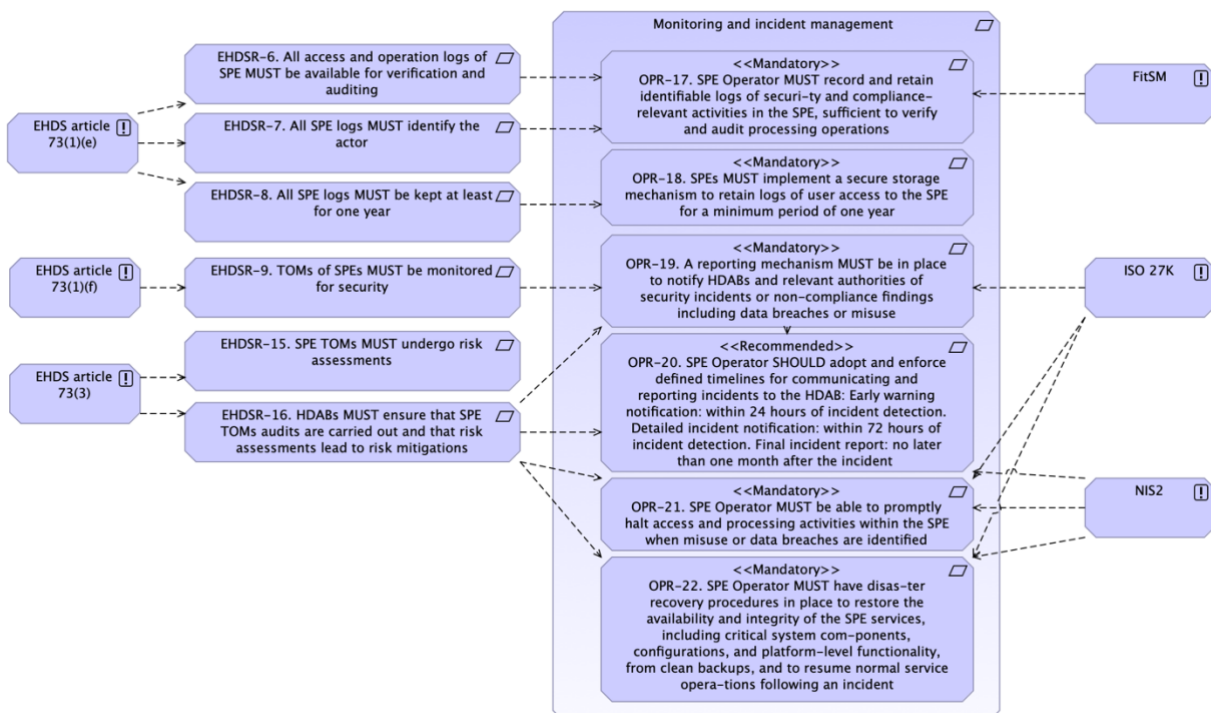 EHDS article
73(1)(e)
EHDS article
73(1)(f)
EHDS article
73(3)
EHDSR-6. All access and operation logs of
SPE MUST be available for verification and
auditing
EHDSR-7. All SPE logs MUST identify the
actor
EHDSR-8. All SPE logs MUST be kept at least
for one year
EHDSR-9. TOMs of SPEs MUST be monitored
for security
EHDSR-15. SPE TOMs MUST undergo risk
assessments
EHDSR-16. HDABs MUST ensure that SPE
TOMs audits are carried out and that risk
assessments lead to risk mitigations
Monitoring and incident management
<<Mandatory>>
OPR-17. SPE Operator MUST record and retain
identifiable logs of securi-ty and compliance-
relevant activities in the SPE, sufficient to verify
and audit processing operations
<<Mandatory>>
OPR-18. SPEs MUST implement a secure storage
mechanism to retain logs of user access to the SPE
for a minimum period of one year
<<Mandatory>>
OPR-19. A reporting mechanism MUST be in place
to notify HDABs and relevant authorities of
security incidents or non-compliance findings
including data breaches or misuse
<<Recommended>>
OPR-20. SPE Operator SHOULD adopt and enforce
defined timelines for communicating and
reporting incidents to the HDAB: Early warning
notification: within 24 hours of incident detection.
Detailed incident notification: within 72 hours of
incident detection. Final incident report: no later
than one month after the incident
<<Mandatory>>
OPR-21. SPE Operator MUST be able to promptly
halt access and processing activities within the SPE
when misuse or data breaches are identified
<<Mandatory>>
OPR-22. SPE Operator MUST have disas-ter
recovery procedures in place to restore the
availability and integrity of the SPE services,
including critical system com-ponents,
configurations, and platform-level functionality,
from clean backups, and to resume normal service
opera-tions following an incident
FitSM
ISO 27K
NIS2